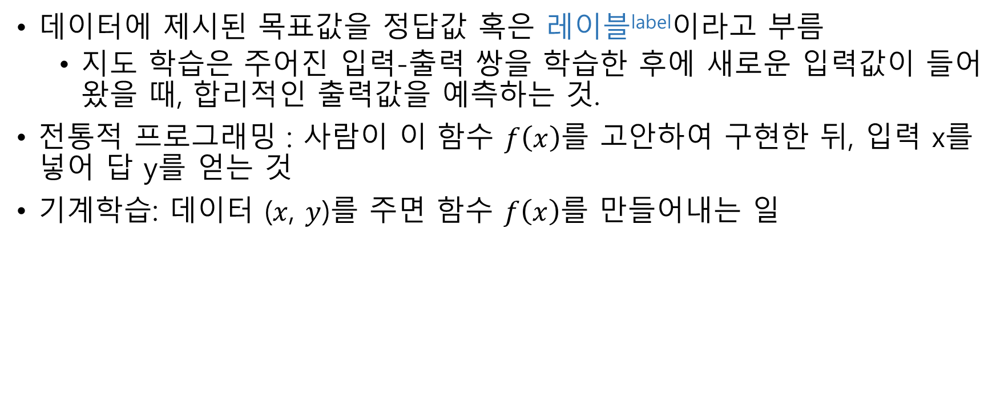 • 데이터에 제시된 목표값을 정답값 혹은 레이블label이라고 부름
• 지도 학습은 주어진 입력-출력 쌍을 학습한 후에 새로운 입력값이 들어
왔을 때, 합리적인 출력값을 예측하는 것.
• 전통적 프로그래밍 : 사람이 이 함수 f(x)를 고안하여 구현한 뒤, 입력 x를
넣어 답 y를 얻는 것
• 기계학습: 데이터 (x, y)를 주면 함수 f(x)를 만들어내는 일